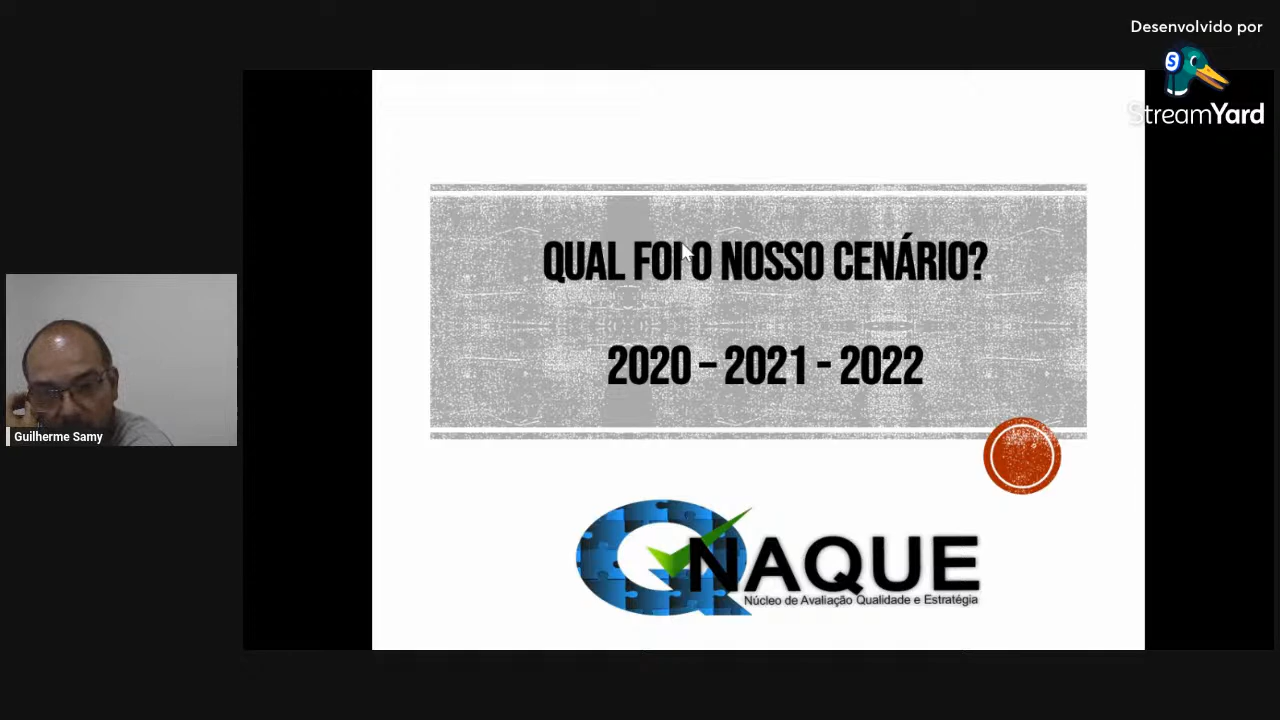 Desenvolvido por
StreamYard
QUAL FOI O NOSSO CENÁRIO?
2020 – 2021 - 2022
Guilherme Samy
NAQUE
Núcleo de Avaliação Qualidade e Estratégia